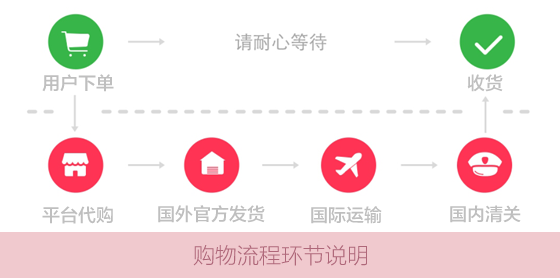 请耐心等待
用户下单
收货
平台代购
国外官方发货
国际运输
国内清关
购物流程环节说明